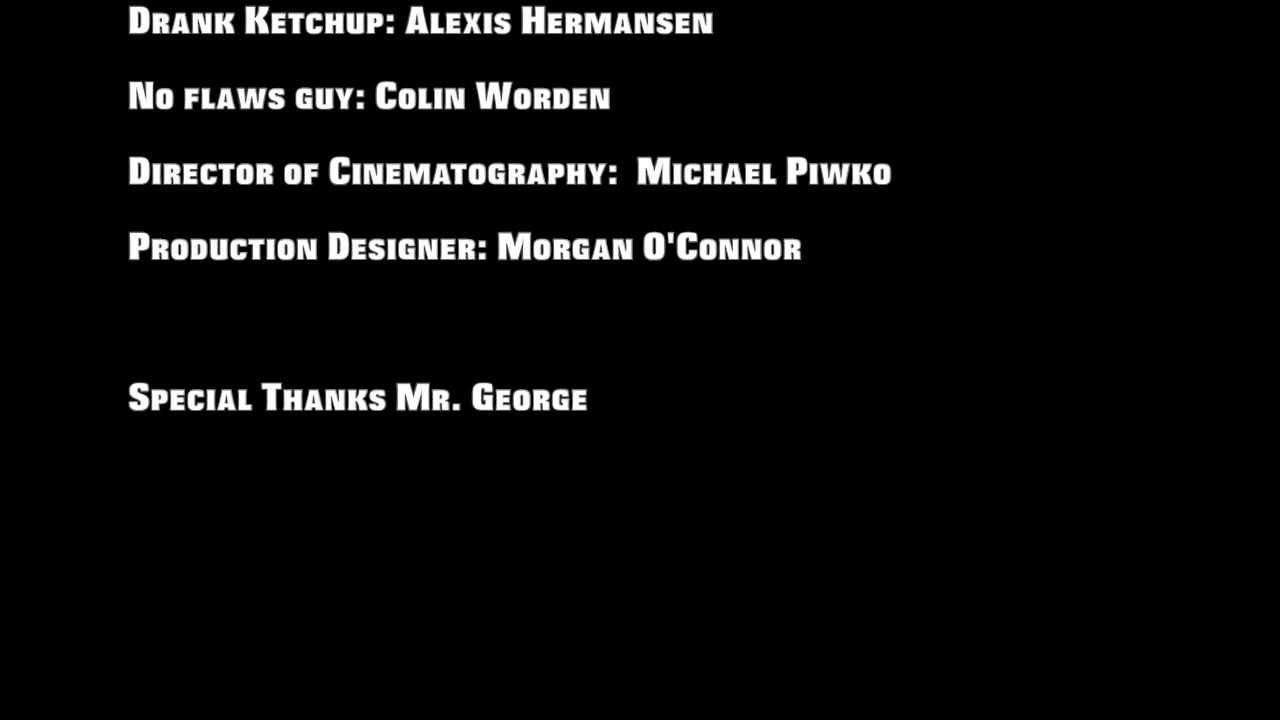 Drank Ketchup: Alexis Hermansen
No flaws guy: Colin Worden
Director of Cinematography:  Michael Piwko
Production Designer: Morgan O'Connor
Special Thanks Mr. George